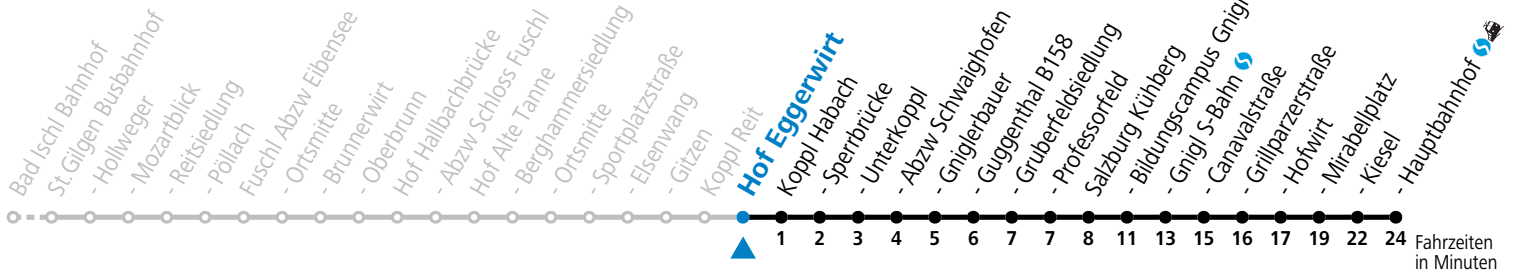 Bad Ischl Bahnhof
St.Gilgen Busbahnhof
- Hollweger
- Mozartblick
- Reitsiedlung
- Pöllach
Fuschl Abzw Eibensee
- Ortsmitte
- Brunnerwirt
- Oberbrunn
Hof Hallbachbrücke
- Abzw Schloss Fuschl
Hof Alte Tanne
- Berghammersiedlung
- Ortsmitte
- Sportplatzstraße
- Elsenwang
- Gitzen
Koppl Reit
Hof Eggerwirt
Koppl Habach
- Sperrbrücke
- Unterkoppl
- Abzw Schwaighofen
- Gniglerbauer
- Guggenthal B158
- Gruberfeldsiedlung
- Professorfeld
Salzburg Kühberg
- Bildungscampus Gnigl
- Gnigl S-Bahn
- Canavalstraße
- Grillparzerstraße
- Hofwirt
- Mirabellplatz
- Kiesel
- Hauptbahnhof
1 2 3 4 5 6 7 7 8 11 13 15 16 17 19 22 24 Fahrzeiten
in Minuten